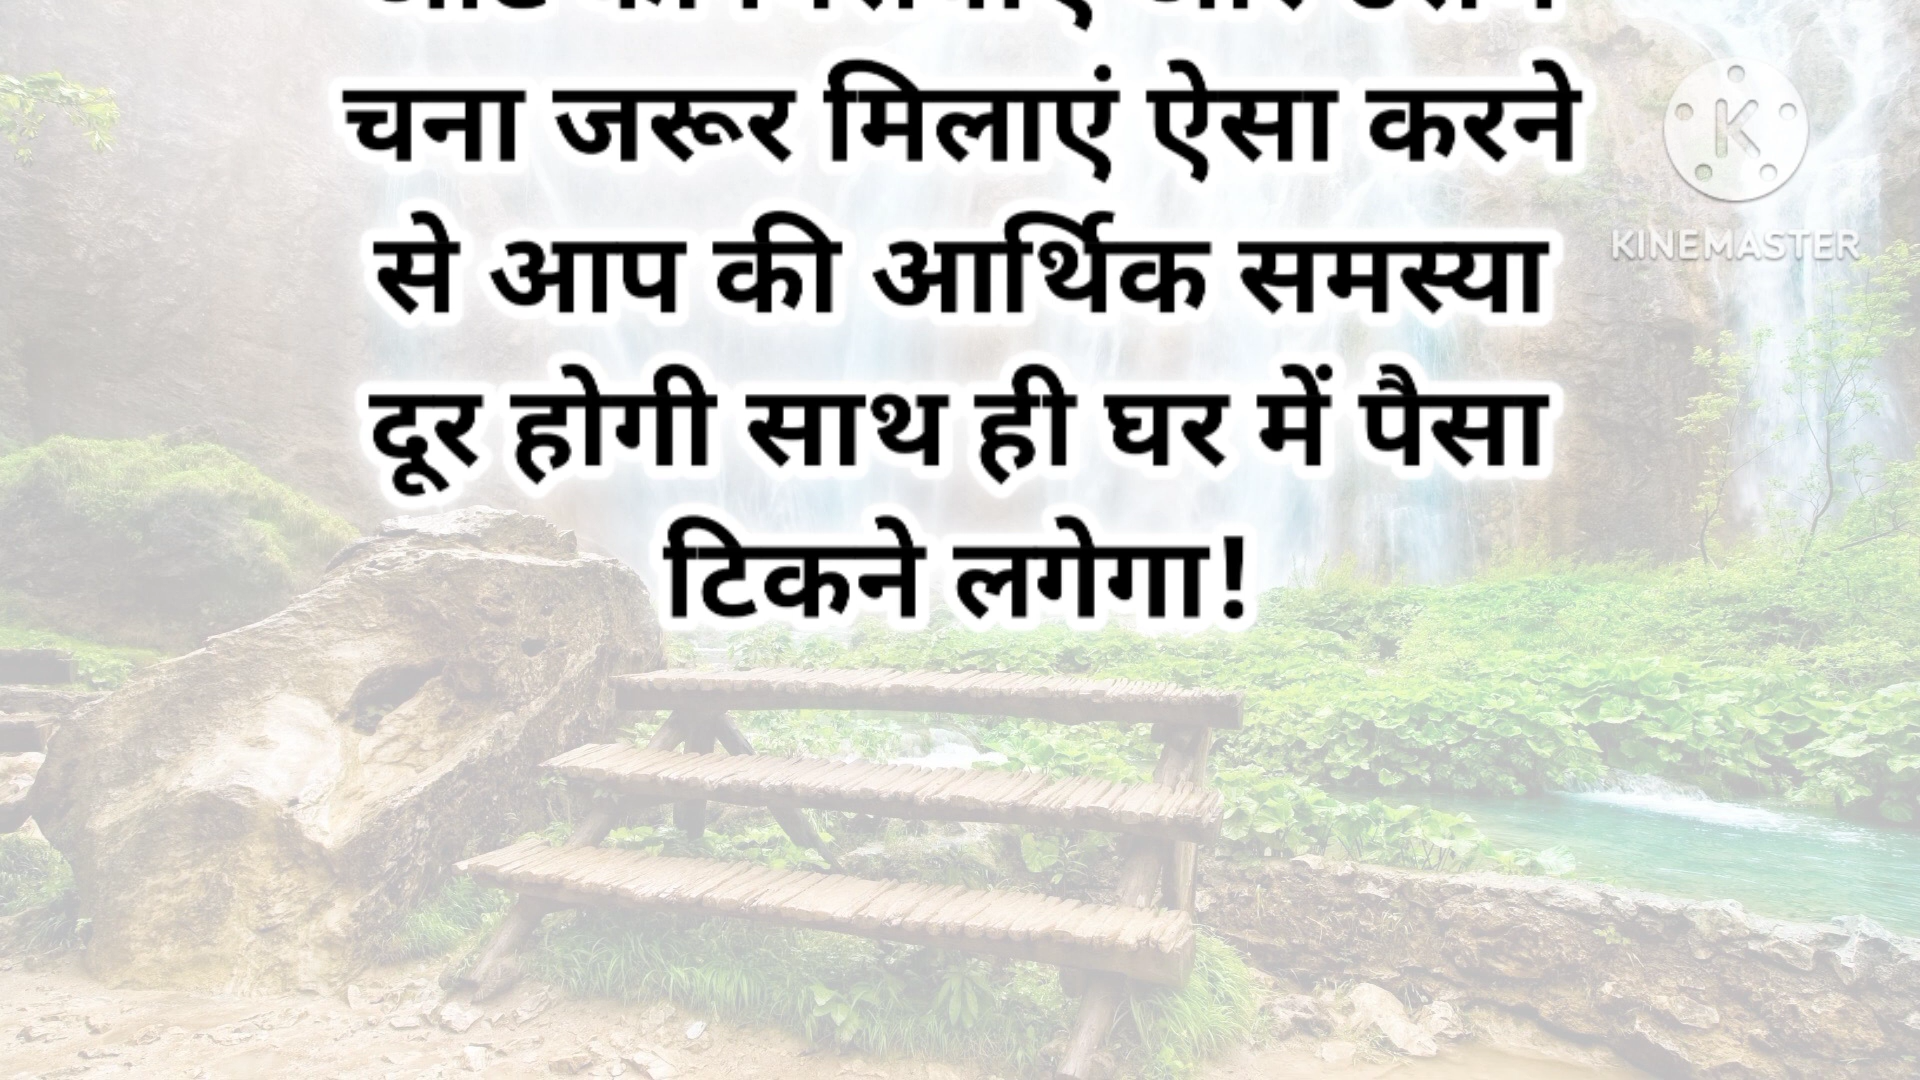 चना जरूर मिलाएं ऐसा करने
से आप की आर्थिक समस्या
दूर होगी साथ ही घर में पैसा
टिकने लगेगा!
K
KINEMASTER